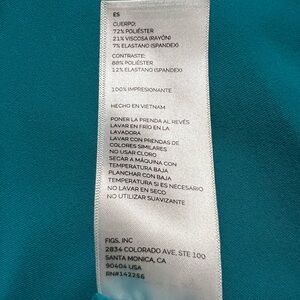 ES
CUERPO:
72% POLIÉSTER
21% VISCOSA (RAYÓN)
7% ELASTANO (SPANDEX)
CONTRASTE:
88% POLIÉSTER
12% ELASTANO (SPANDEX)
100% IMPRESIONANTE
HECHO EN VIETNAM
PONER LA PRENDA AL REVÉS
LAVAR EN FRÍO EN LA
LAVADORA
LAVAR CON PRENDAS DE
COLORES SIMILARES
NO USAR CLORO
SECAR A MÁQUINA CON
TEMPERATURA BAJA
PLANCHAR CON BAJA
TEMPERATURA SI ES NECESARIO
NO LAVAR EN SECO
NO UTILIZAR SUAVIZANTE
FIGS, INC
2834 COLORADO AVE, STE 100
SANTA MONICA, CA
90404 USA
RN#142256